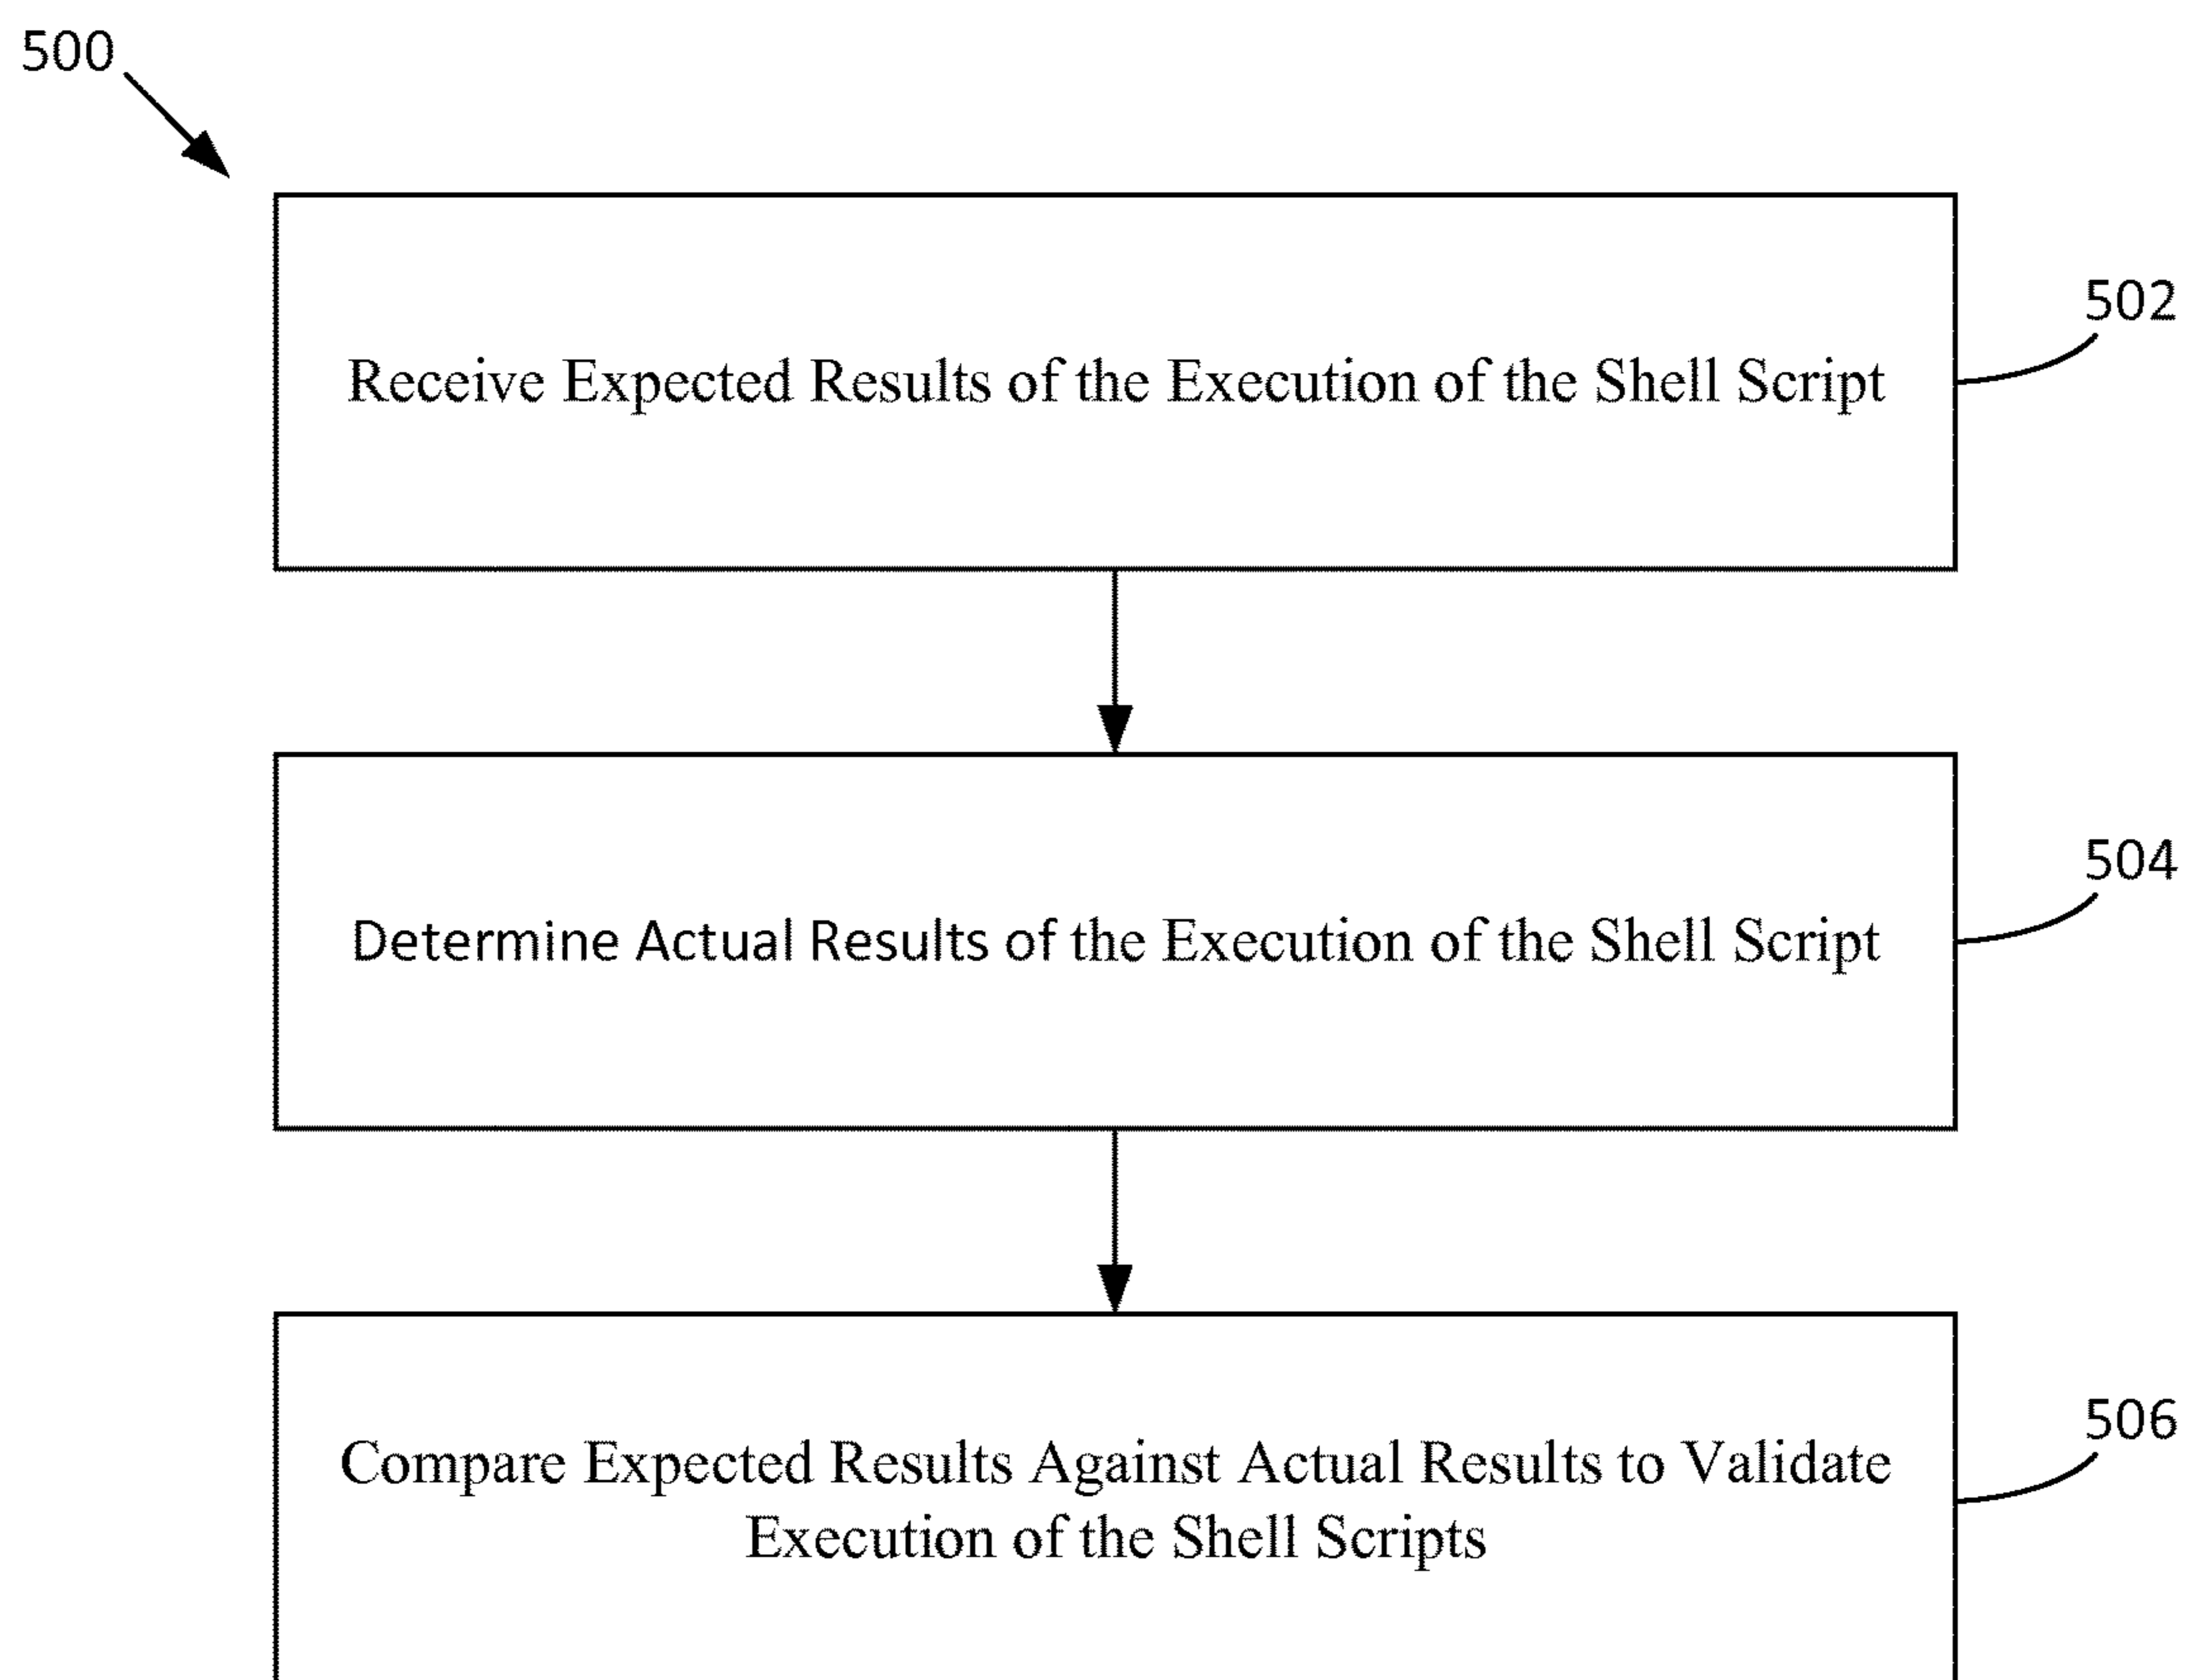 500
502
Receive Expected Results of the Execution of the Shell Script
504
Determine Actual Results of the Execution of the Shell Script
506
Compare Expected Results Against Actual Results to Validate
Execution of the Shell Scripts